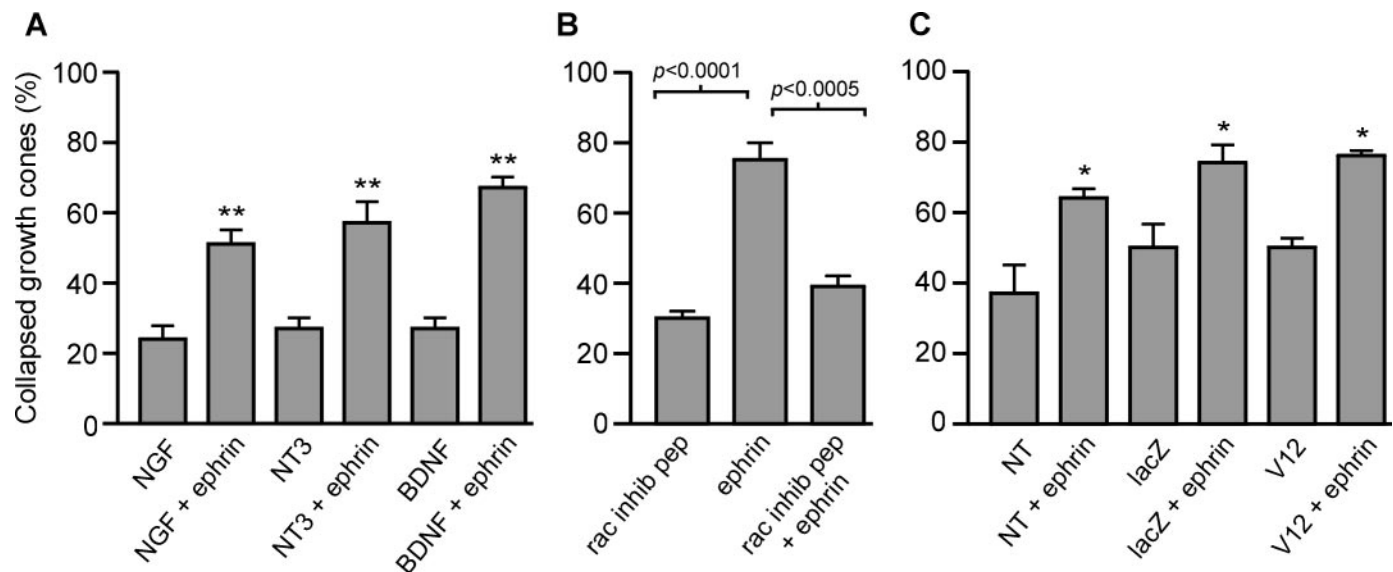 A
Collapsed growth cones (%)
100
80
60
40
20
0
**
**
**
NGF
NGF + ephrin
NT3
NT3 + ephrin
BDNF
BDNF + ephrin
B
100
80
60
40
20
0
p<0.0001
p<0.0005
rac inhib pep
ephrin
rac inhib pep
+ ephrin
C
100
80
60
40
20
0
*
*
*
NT
NT + ephrin
lacZ
lacZ + ephrin
V12
V12 + ephrin